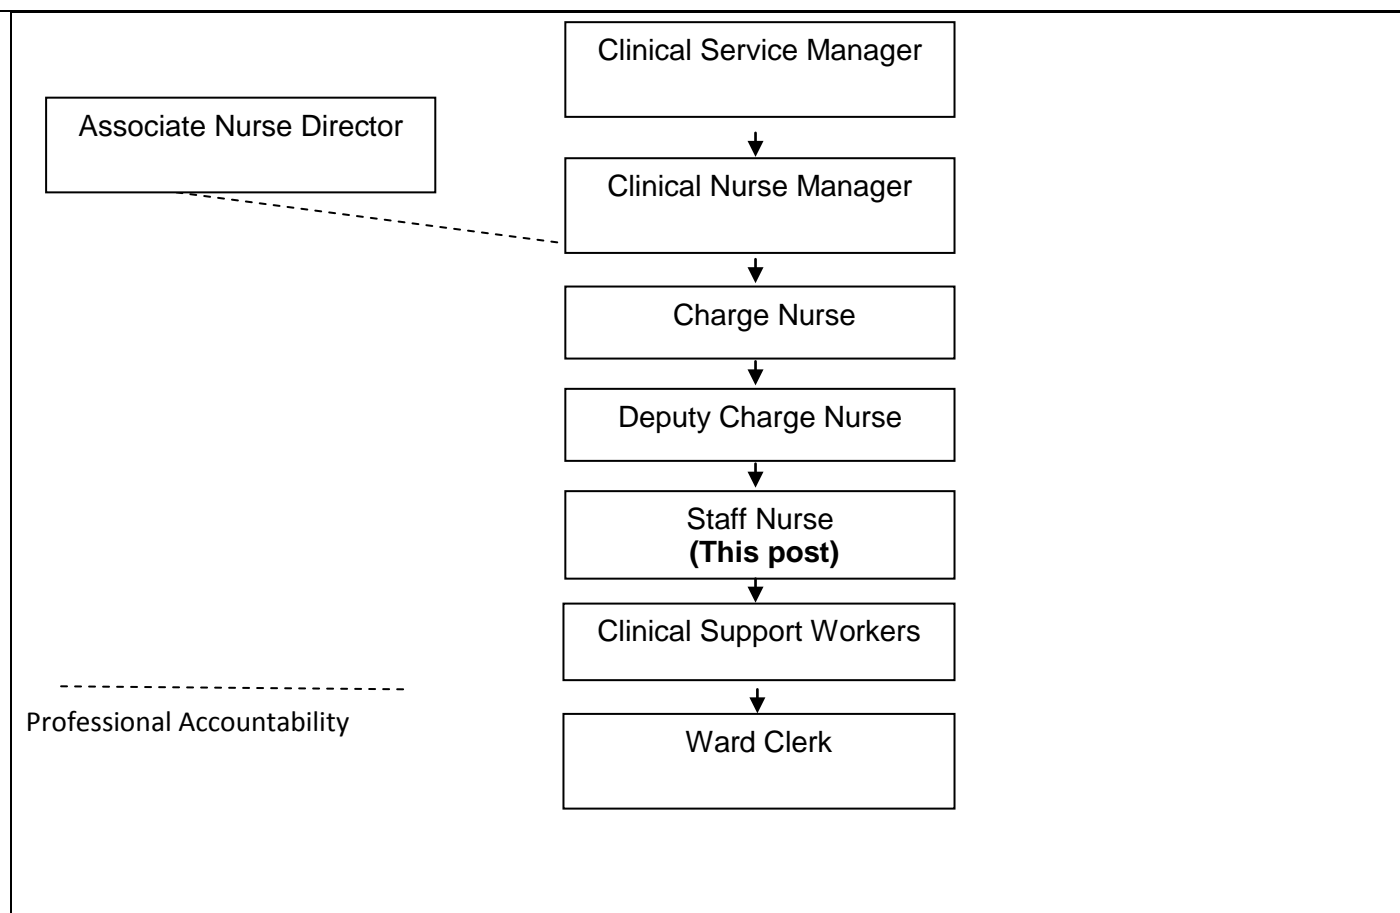 Clinical Service Manager
Associate Nurse Director
Clinical Nurse Manager
Charge Nurse
Deputy Charge Nurse
Staff Nurse
(This post)
Clinical Support Workers
Professional Accountability
Ward Clerk